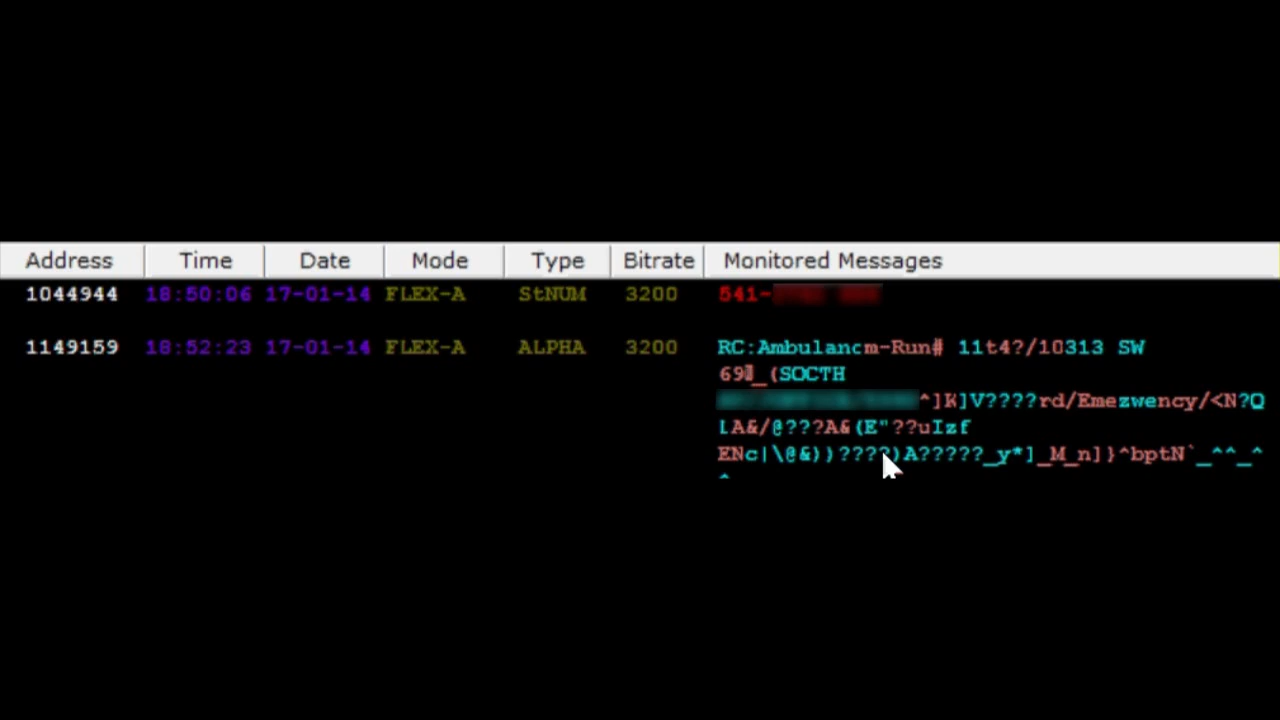 Address Time Date Mode Type Bitrate Monitored Messages
1044944 18:50:06 17-01-14 FLEX-A StNUM 3200 541-
1149159 18:52:23 17-01-14 FLEX-A ALPHA 3200 RC:Ambulancm-Run# 11t4?/10313 SW
_(SOCTH
^]K]V????rd/Emezwency/<N?Q
LA&/@???A&(E"??uIzf
ENc|\@&))????)A?????_y*]_M_n]}^bptN`_^^_^
^